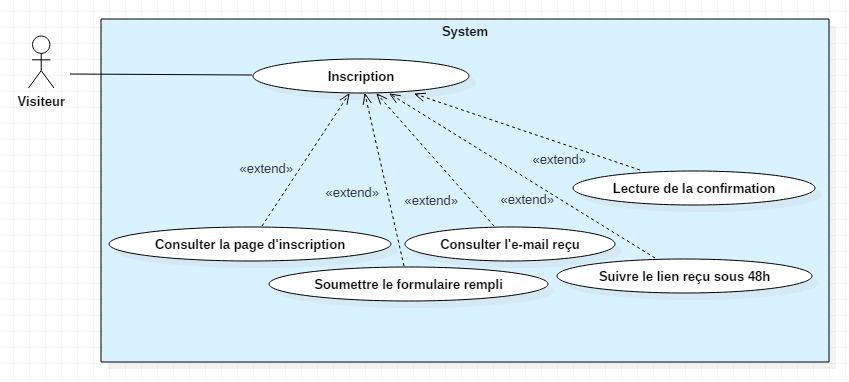 System
Visiteur
Inscription
«extend»
«extend»
«extend»
«extend»
«extend»
Lecture de la confirmation
Consulter la page d'inscription
Consulter l'e-mail reçu
Soumettre le formulaire rempli
Suivre le lien reçu sous 48h